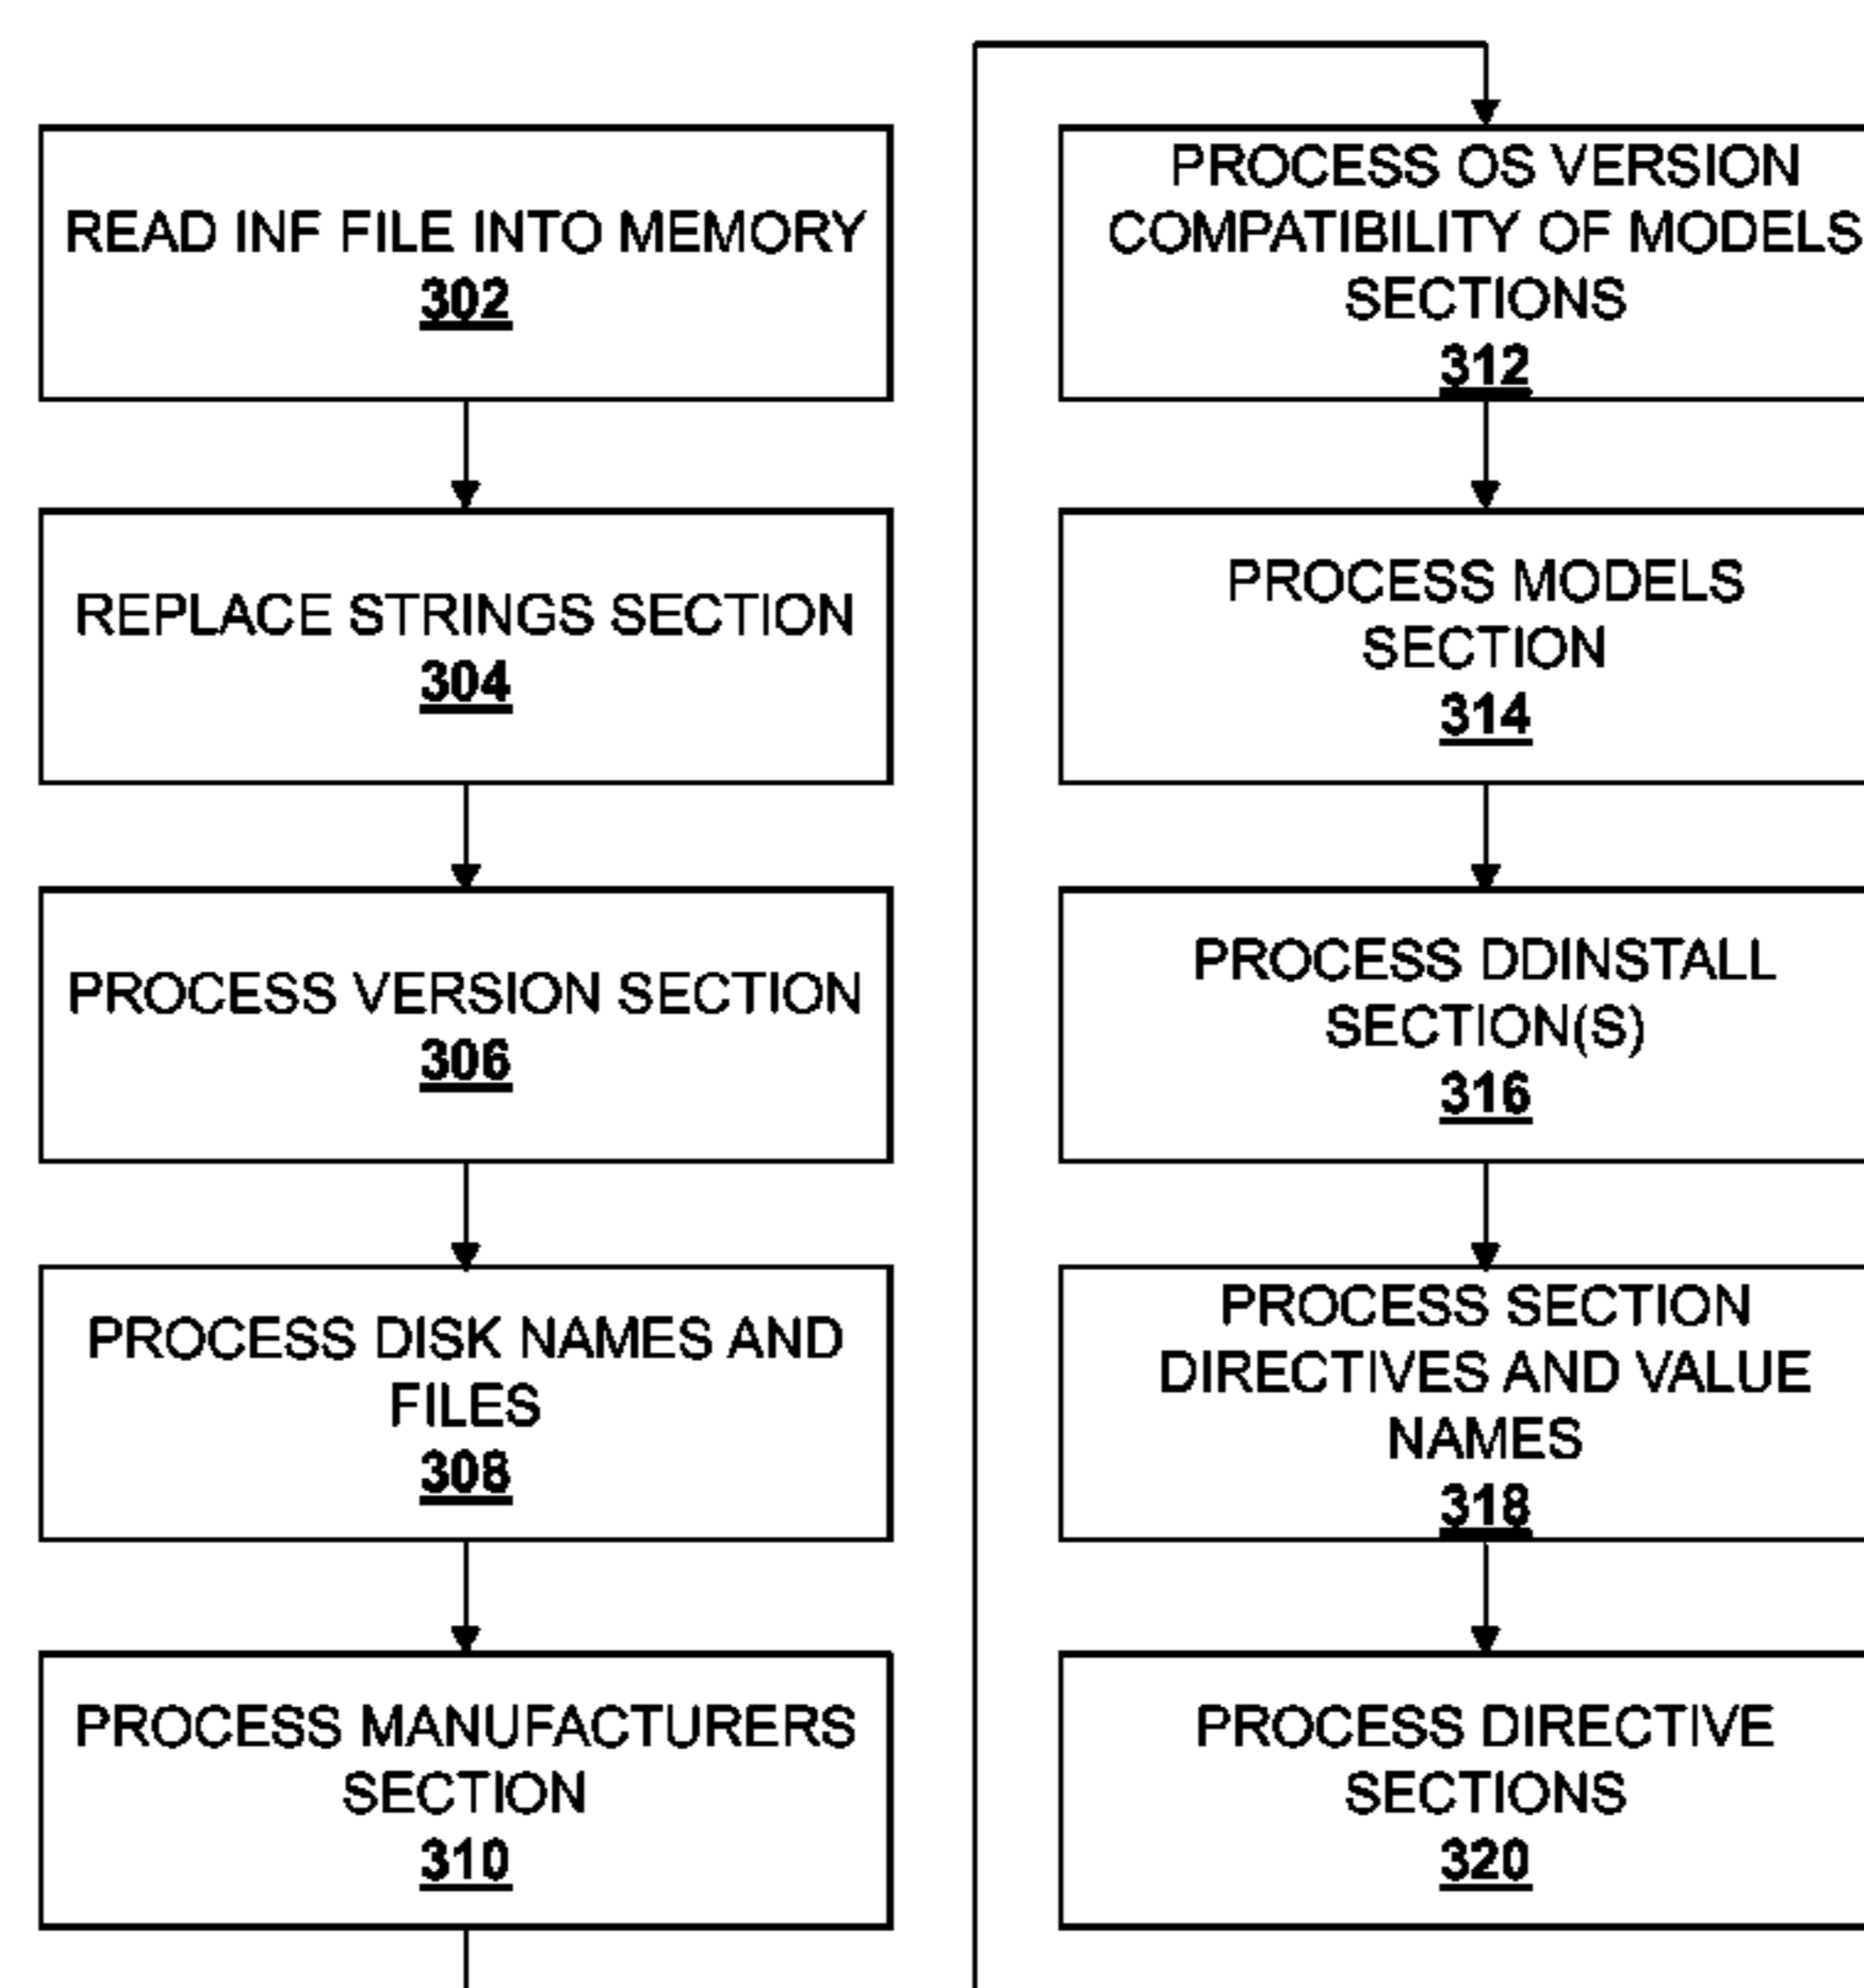 READ INF FILE INTO MEMORY
302
REPLACE STRINGS SECTION
304
PROCESS VERSION SECTION
306
PROCESS DISK NAMES AND
FILES
308
PROCESS MANUFACTURERS
SECTION
310
PROCESS OS VERSION
COMPATIBILITY OF MODELS
SECTIONS
312
PROCESS MODELS
SECTION
314
PROCESS DDINSTALL
SECTION(S)
316
PROCESS SECTION
DIRECTIVES AND VALUE
NAMES
318
PROCESS DIRECTIVE
SECTIONS
320